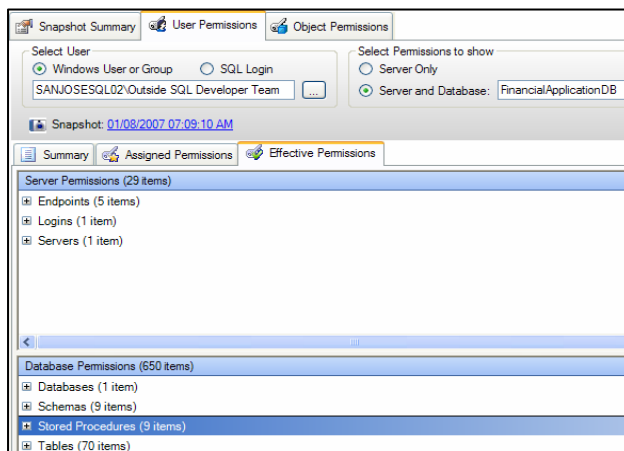 Snapshot Summary User Permissions Object Permissions
Select User Select Permissions to show
Windows User or Group SQL Login Server Only
SANJOSESQL02\Outside SQL Developer Team ... Server and Database: FinancialApplicationDB
Snapshot: 01/08/2007 07:09:10 AM
Summary Assigned Permissions Effective Permissions
Server Permissions (29 items)
Endpoints (5 items)
Logins (1 item)
Servers (1 item)
Database Permissions (650 items)
Databases (1 item)
Schemas (9 items)
Stored Procedures (9 items)
Tables (70 items)